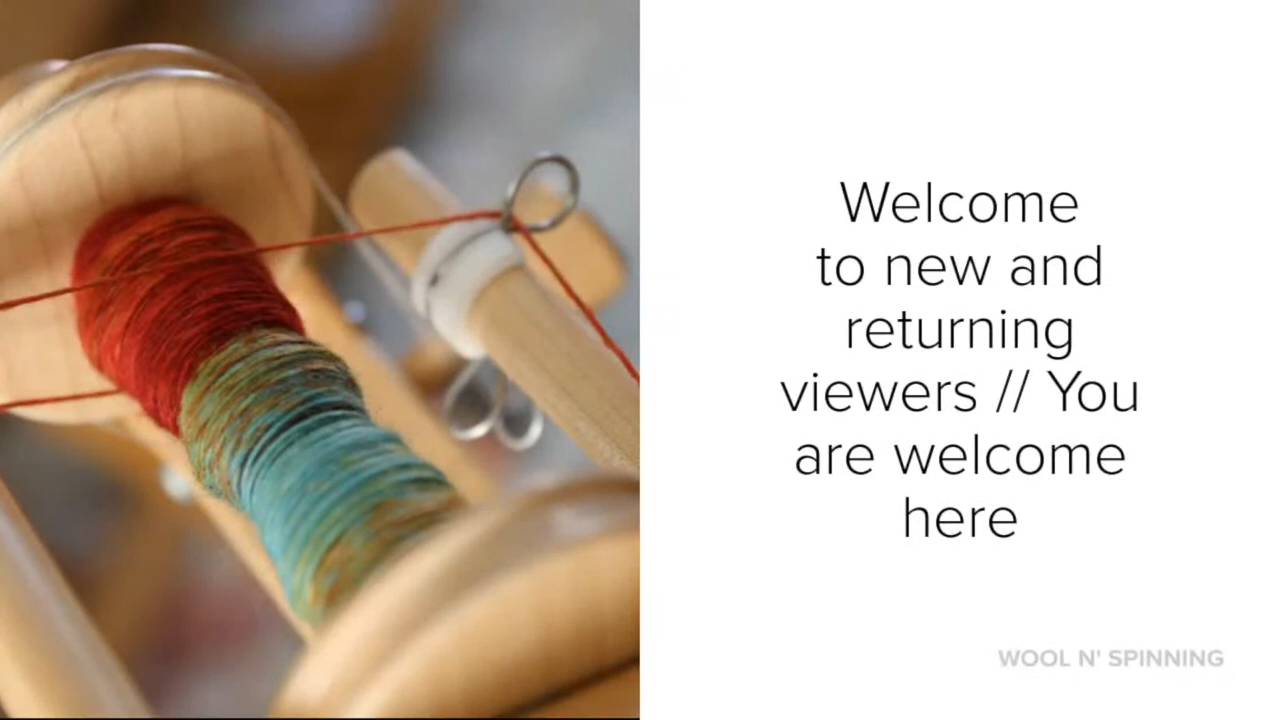 Welcome
to new and
returning
viewers // You
are welcome
here
WOOL N' SPINNING